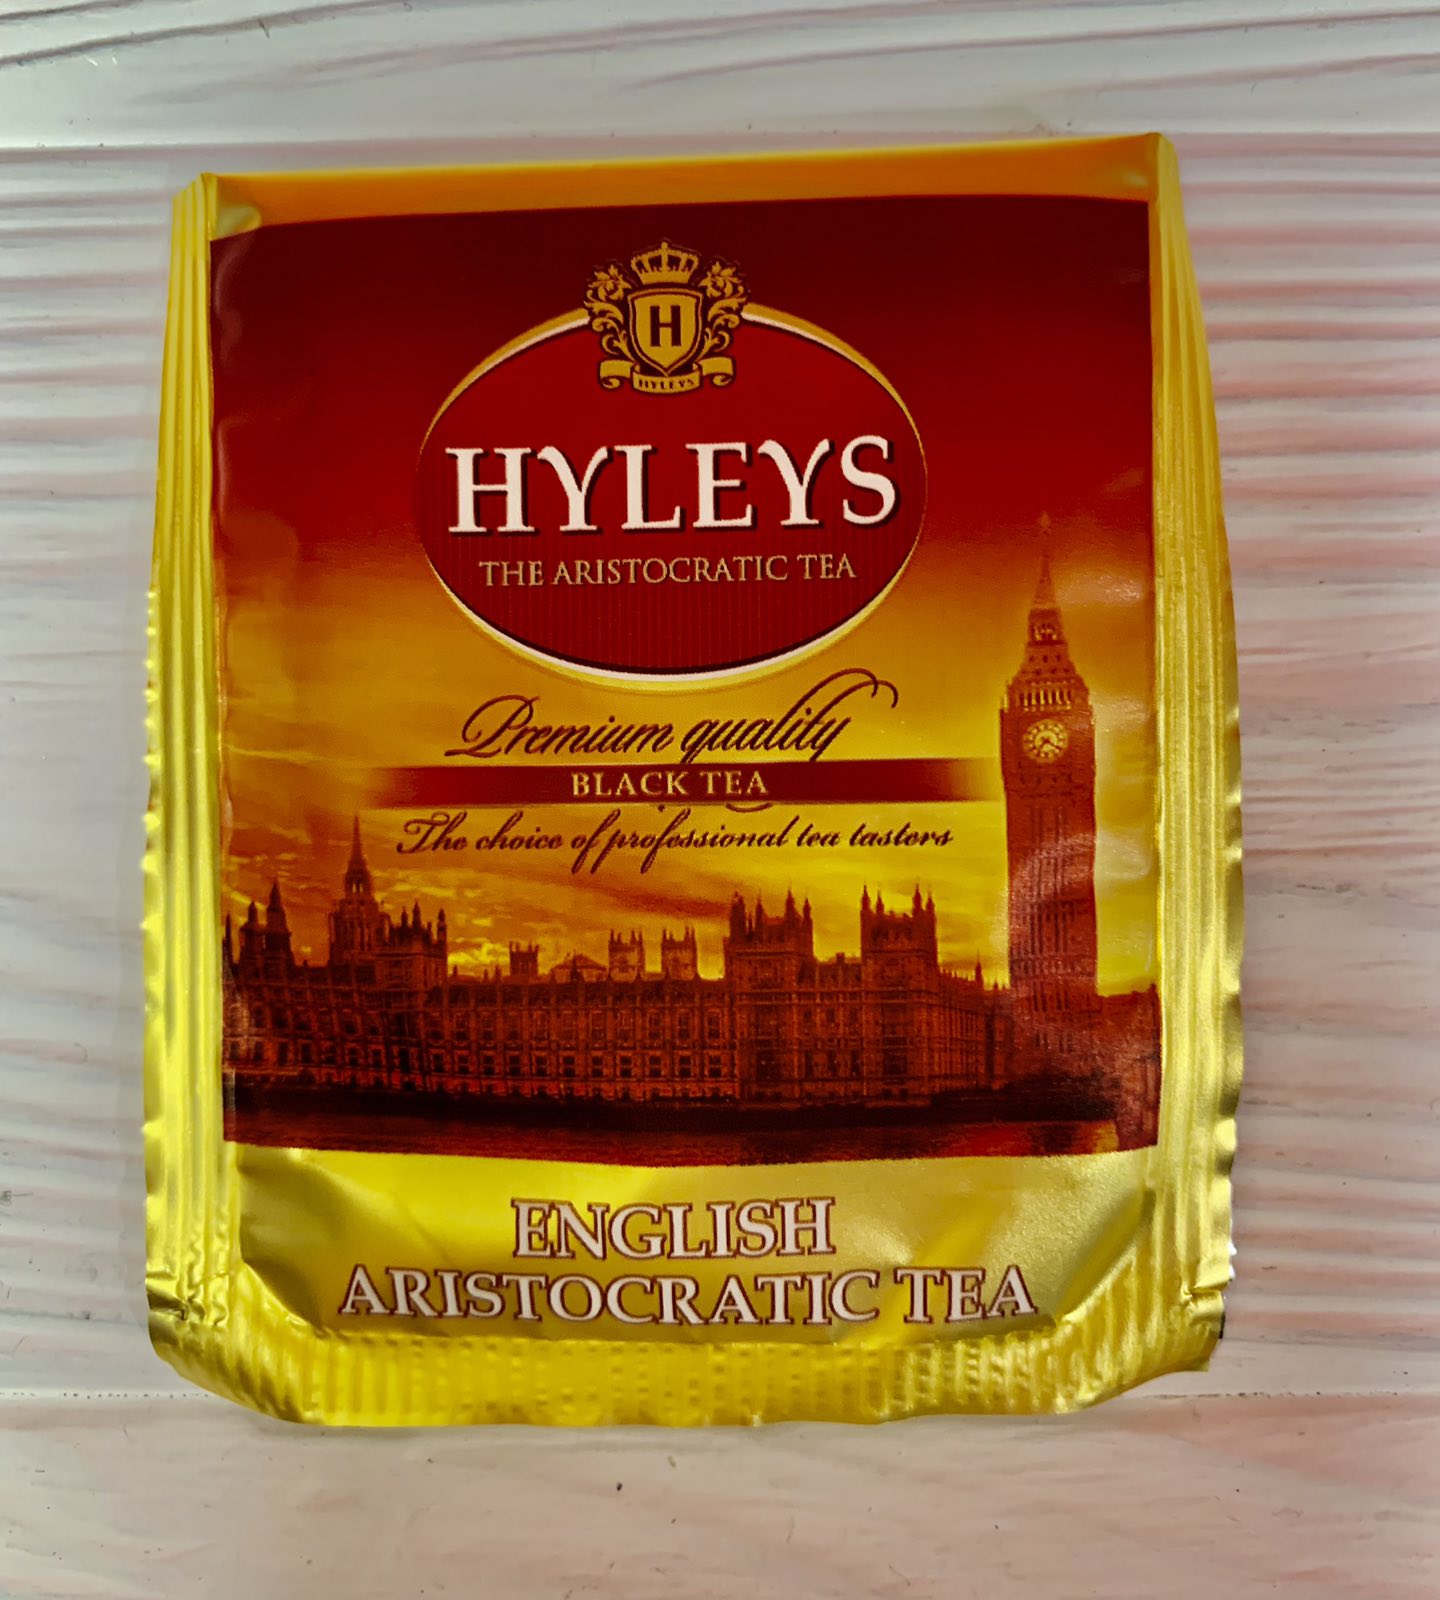 H
HYLEYS
HYLEYS
THE ARISTOCRATIC TEA
Premium quality
BLACK TEA
The choice of professional tea tasters
ENGLISH
ARISTOCRATIC TEA